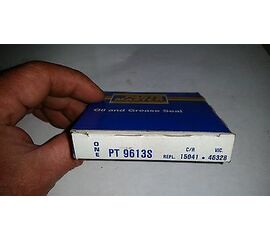 Oil and Grease Seal
ONE
PT 9613S
C/R VIC.
REPL. 15041 • 46328